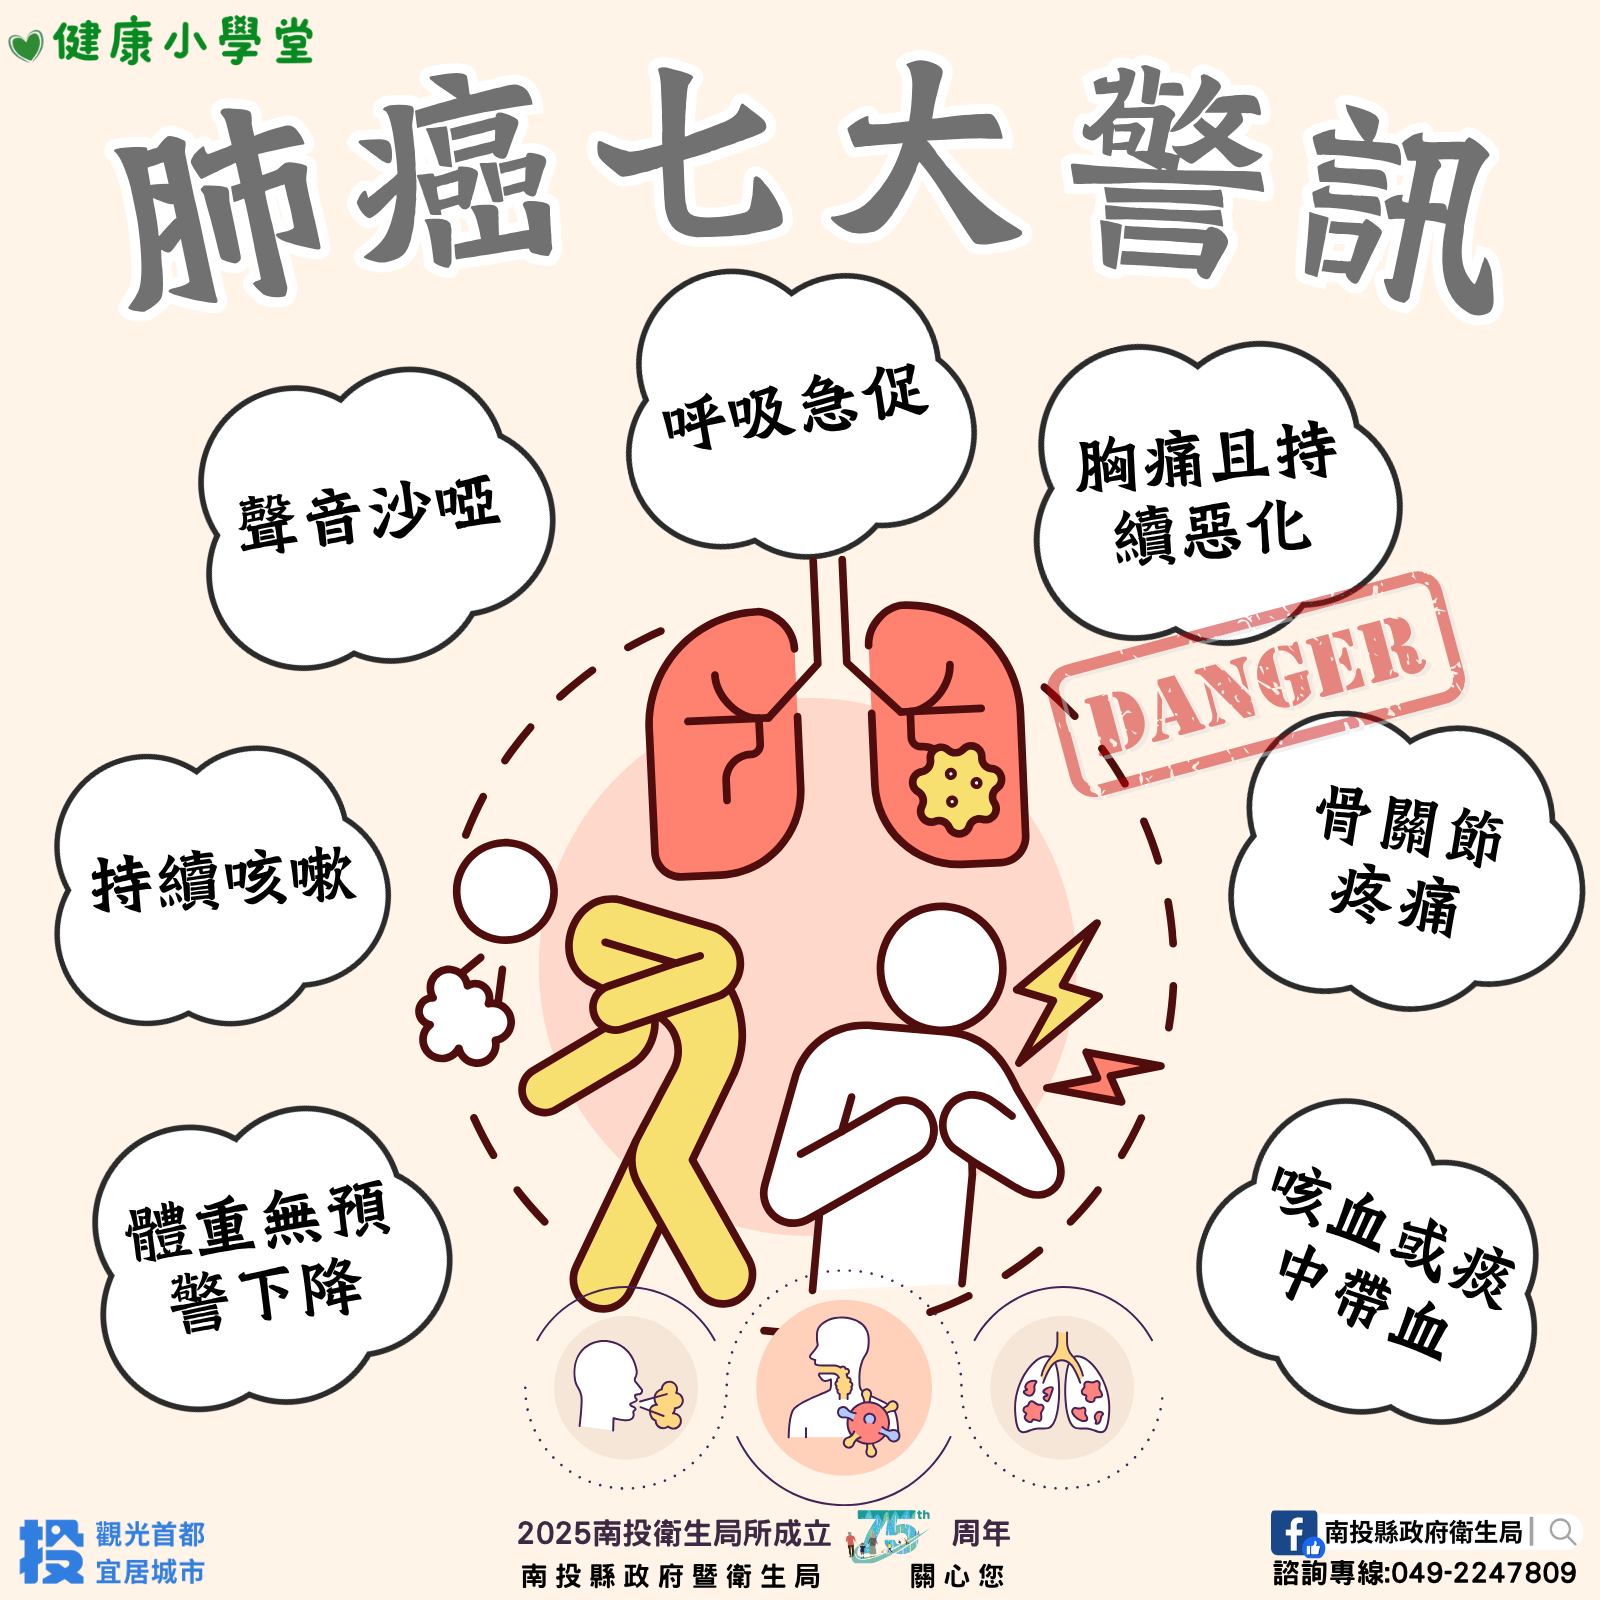 健康小學堂
肺癌七大警訊
呼吸急促
聲音沙啞
胸痛且持
續惡化
DANGER
持續咳嗽
骨關節
疼痛
體重無預
警下降
咳血或痰
中帶血
投
觀光首都
宜居城市
2025南投衛生局所成立75th周年
南投縣政府暨衛生局 關心您
南投縣政府衛生局
諮詢專線:049-2247809